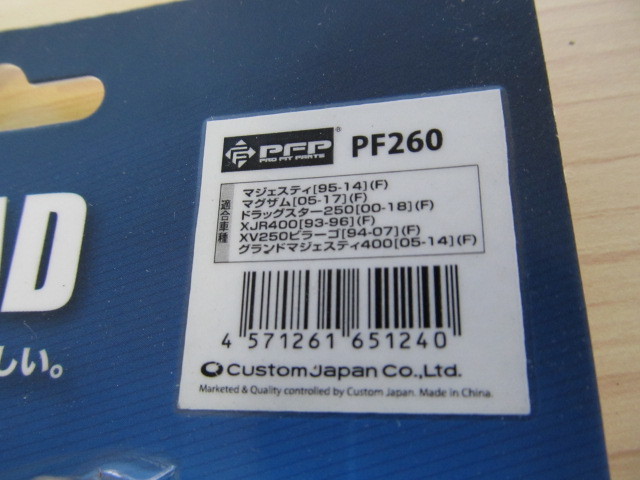 PFP® PF260
PRO FIT PARTS
適合車種
マジェスティ[95-14](F)
マグザム[05-17](F)
ドラッグスター250[00-18](F)
XJR400[93-96](F)
XV250ビラーゴ[94-07](F)
グランドマジェスティ400[05-14](F)
4 571261 651240
Custom Japan Co.,Ltd.
Marketed & Quality controlled by Custom Japan. Made in China.
D
しい。